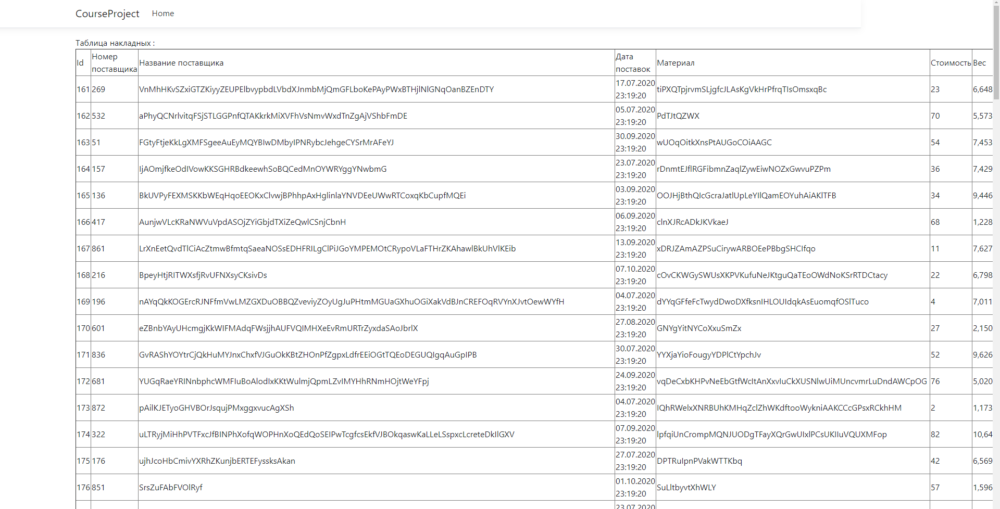 CourseProject Home
Таблица накладных :
Id Номер поставщика Название поставщика Дата поставок Материал Стоимость Вес
161 269 VnMhHKvSZxiGTZKiyyZEUPElbvypbdLVbdXJnmbMjQmGFLboKePAyPWxBTHjlNlGNqOanBZEnDTY 17.07.2020 23:19:20 tiPXQTpjrvmSLjgfcJLAsKgVkHrPfrqTIsOmsxqBc 23 6,648
162 532 aPhyQCNrlvitqFSjSTLGGPnfQTAKkrkMiXVFhVsNmvWxdTnZgAjVShbFmDE 05.07.2020 23:19:20 PdTJtQZWX 70 5,573
163 51 FGtyFtjeKkLgXMFSgeeAuEyMQYBIwDMbyIPNRybcJehgeCYSrMrAFeYJ 30.09.2020 23:19:20 wUOqOitkXnsPtAUGoCOiAAGC 54 7,453
164 157 IjAOmjfkeOdIVowKKSGHRBdkeewhSoBQCedMnOYWRYggYNwbmG 23.07.2020 23:19:20 rDnmtEJflRGFibmnZaqlZywEiwNOZxGwvuPZPm 36 7,429
165 136 BkUVPyFEXMSKKbWEqHqoEEOKxClvwjBPhhpAxHglinlaYNVDEeUWwRTCoxqKbCupfMQEi 03.09.2020 23:19:20 OOJHjBthQIcGcraJatlUpLeYIlQamEOYuhAiAKlTFB 34 9,446
166 417 AunjwVLcKRaNWVuVpdASOjZYiGbjdTXiZeQwlCSnjCbnH 06.09.2020 23:19:20 clnXJRcADkJKVkaeJ 68 1,228
167 861 LrXnEetQvdTlCiAcZtmwBfmtqSaeaNOSsEDHFRILgClPiJGoYMPEMOtCRypoVLaFTHrZKAhawlBkUhVlKEib 13.09.2020 23:19:20 xDRJZAmAZPSuCirywARBOEePBbgSHCIfqo 11 7,627
168 216 BpeyHtjRITWXsfjRvUFNXsyCKsivDs 07.10.2020 23:19:20 cOvCKWGySWUsXKPVKufuNeJKtguQaTEoOWdNoKSrRTDCtacy 22 6,798
169 196 nAYqQkKOGErcRJNFfmVwLMZGXDuOBBQZveviyZOyUgJuPHtmMGUaGXhuOGiXakVdBJnCREFOqRVYnXJvtOewWYfH 04.07.2020 23:19:20 dYYqGFfeFcTwydDwoDXfksnIHLOUIdqkAsEuomqfOSlTuco 4 7,011
170 601 eZBnbYAyUHcmgjKkWIFMAdqFWsjjhAUFVQIMHXeEvRmURTrZyxdaSAoJbrlX 27.08.2020 23:19:20 GNYgYitNYCoXxuSmZx 27 2,150
171 836 GvRAShYOYtrCjQkHuMYJnxChxfVJGuOkKBtZHOnPfZgpxLdfrEEiOGtTQEoDEGUQIgqAuGpIPB 30.07.2020 23:19:20 YYXjaYioFougyYDPlCtYpchJv 52 9,626
172 681 YUGqRaeYRINnbphcWMFIuBoAlodIxKKtWulmjQpmLZvIMYHhRNmHOjtWeYFpj 24.09.2020 23:19:20 vqDeCxbKHPvNeEbGtfWcItAnXxvIuCkXUSNlwUiMUncvmrLuDndAWCpOG 76 5,020
173 872 pAilKJETyoGHVBOrJsqujPMxggxvucAgXSh 04.07.2020 23:19:20 IQhRWelxXNRBUhKMHqZclZhWKdftooWykniAAKCCcGPsxRCkhHM 2 1,173
174 322 uLTRyjMiHhPVTFxcJfBINPhXofqWOPHnXoQEdQoSEIPwTcgfcsEkfVJBOkqaswKaLLeLSspxcLcreteDkIlGXV 07.09.2020 23:19:20 lpfqiUnCrompMQNJUODgTFayXQrGwUIxlPCsUKIIuVQUXMFop 82 10,64
175 176 ujhJcoHbCmivYXRhZKunjbERTEFyssksAkan 27.07.2020 23:19:20 DPTRuIpnPVakWTTKbq 42 6,569
176 851 SrsZuFAbFVOlRyf 01.10.2020 23:19:20 SuLltbyvtXhWLY 57 1,596
23.07.2020